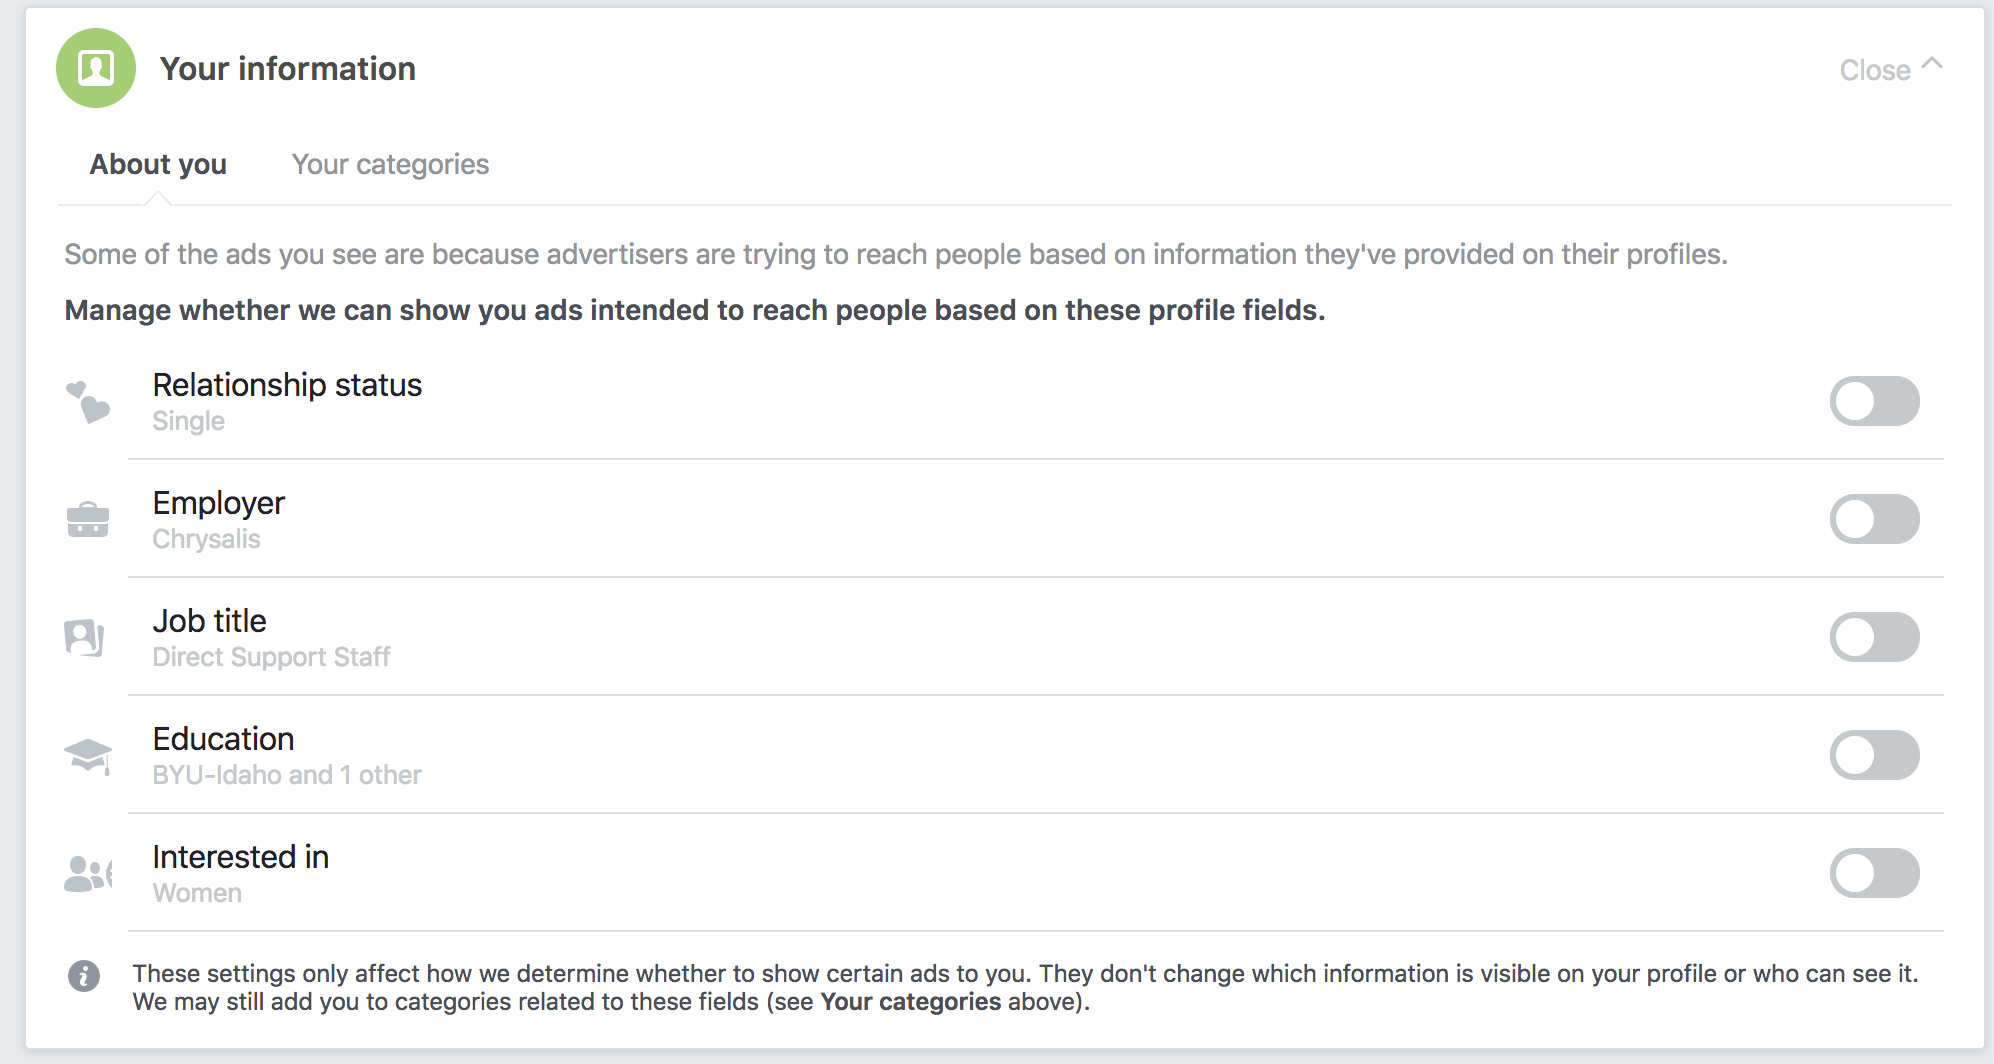 Your information
Close
About you
Your categories
Some of the ads you see are because advertisers are trying to reach people based on information they've provided on their profiles.
Manage whether we can show you ads intended to reach people based on these profile fields.
Relationship status
Single
Employer
Chrysalis
Job title
Direct Support Staff
Education
BYU-Idaho and 1 other
Interested in
Women
These settings only affect how we determine whether to show certain ads to you. They don't change which information is visible on your profile or who can see it.
We may still add you to categories related to these fields (see Your categories above).